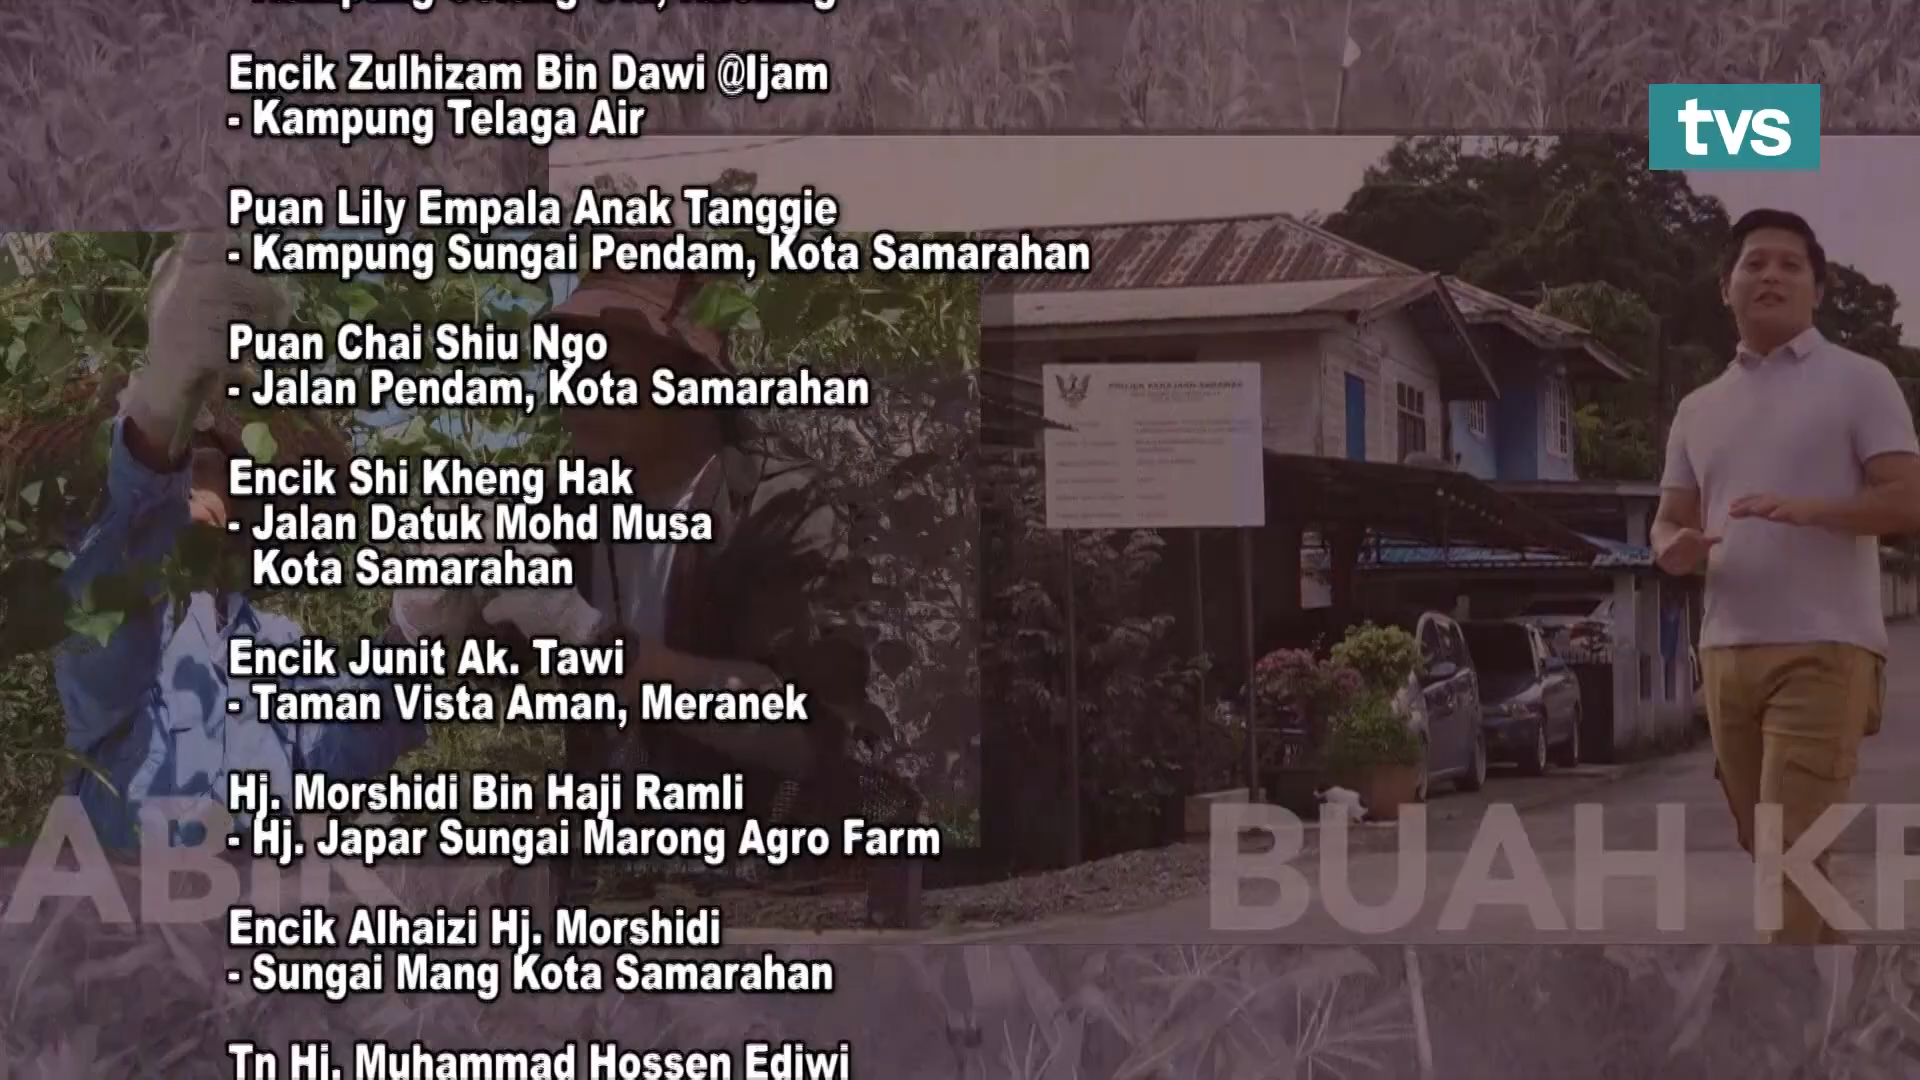 Encik Zulhizam Bin Dawi @Ijam
- Kampung Telaga Air
tvs
Puan Lily Empala Anak Tanggie
- Kampung Sungai Pendam, Kota Samarahan
Puan Chai Shiu Ngo
- Jalan Pendam, Kota Samarahan
Encik Shi Kheng Hak
- Jalan Datuk Mohd Musa
Kota Samarahan
Encik Junit Ak. Tawi
- Taman Vista Aman, Meranek
Hj. Morshidi Bin Haji Ramli
- Hj. Japar Sungai Marong Agro Farm
ABIN
BUAH
Encik Alhaizi Hj. Morshidi
- Sungai Mang Kota Samarahan
Tn Hj. Muhammad Hossen Ediwi